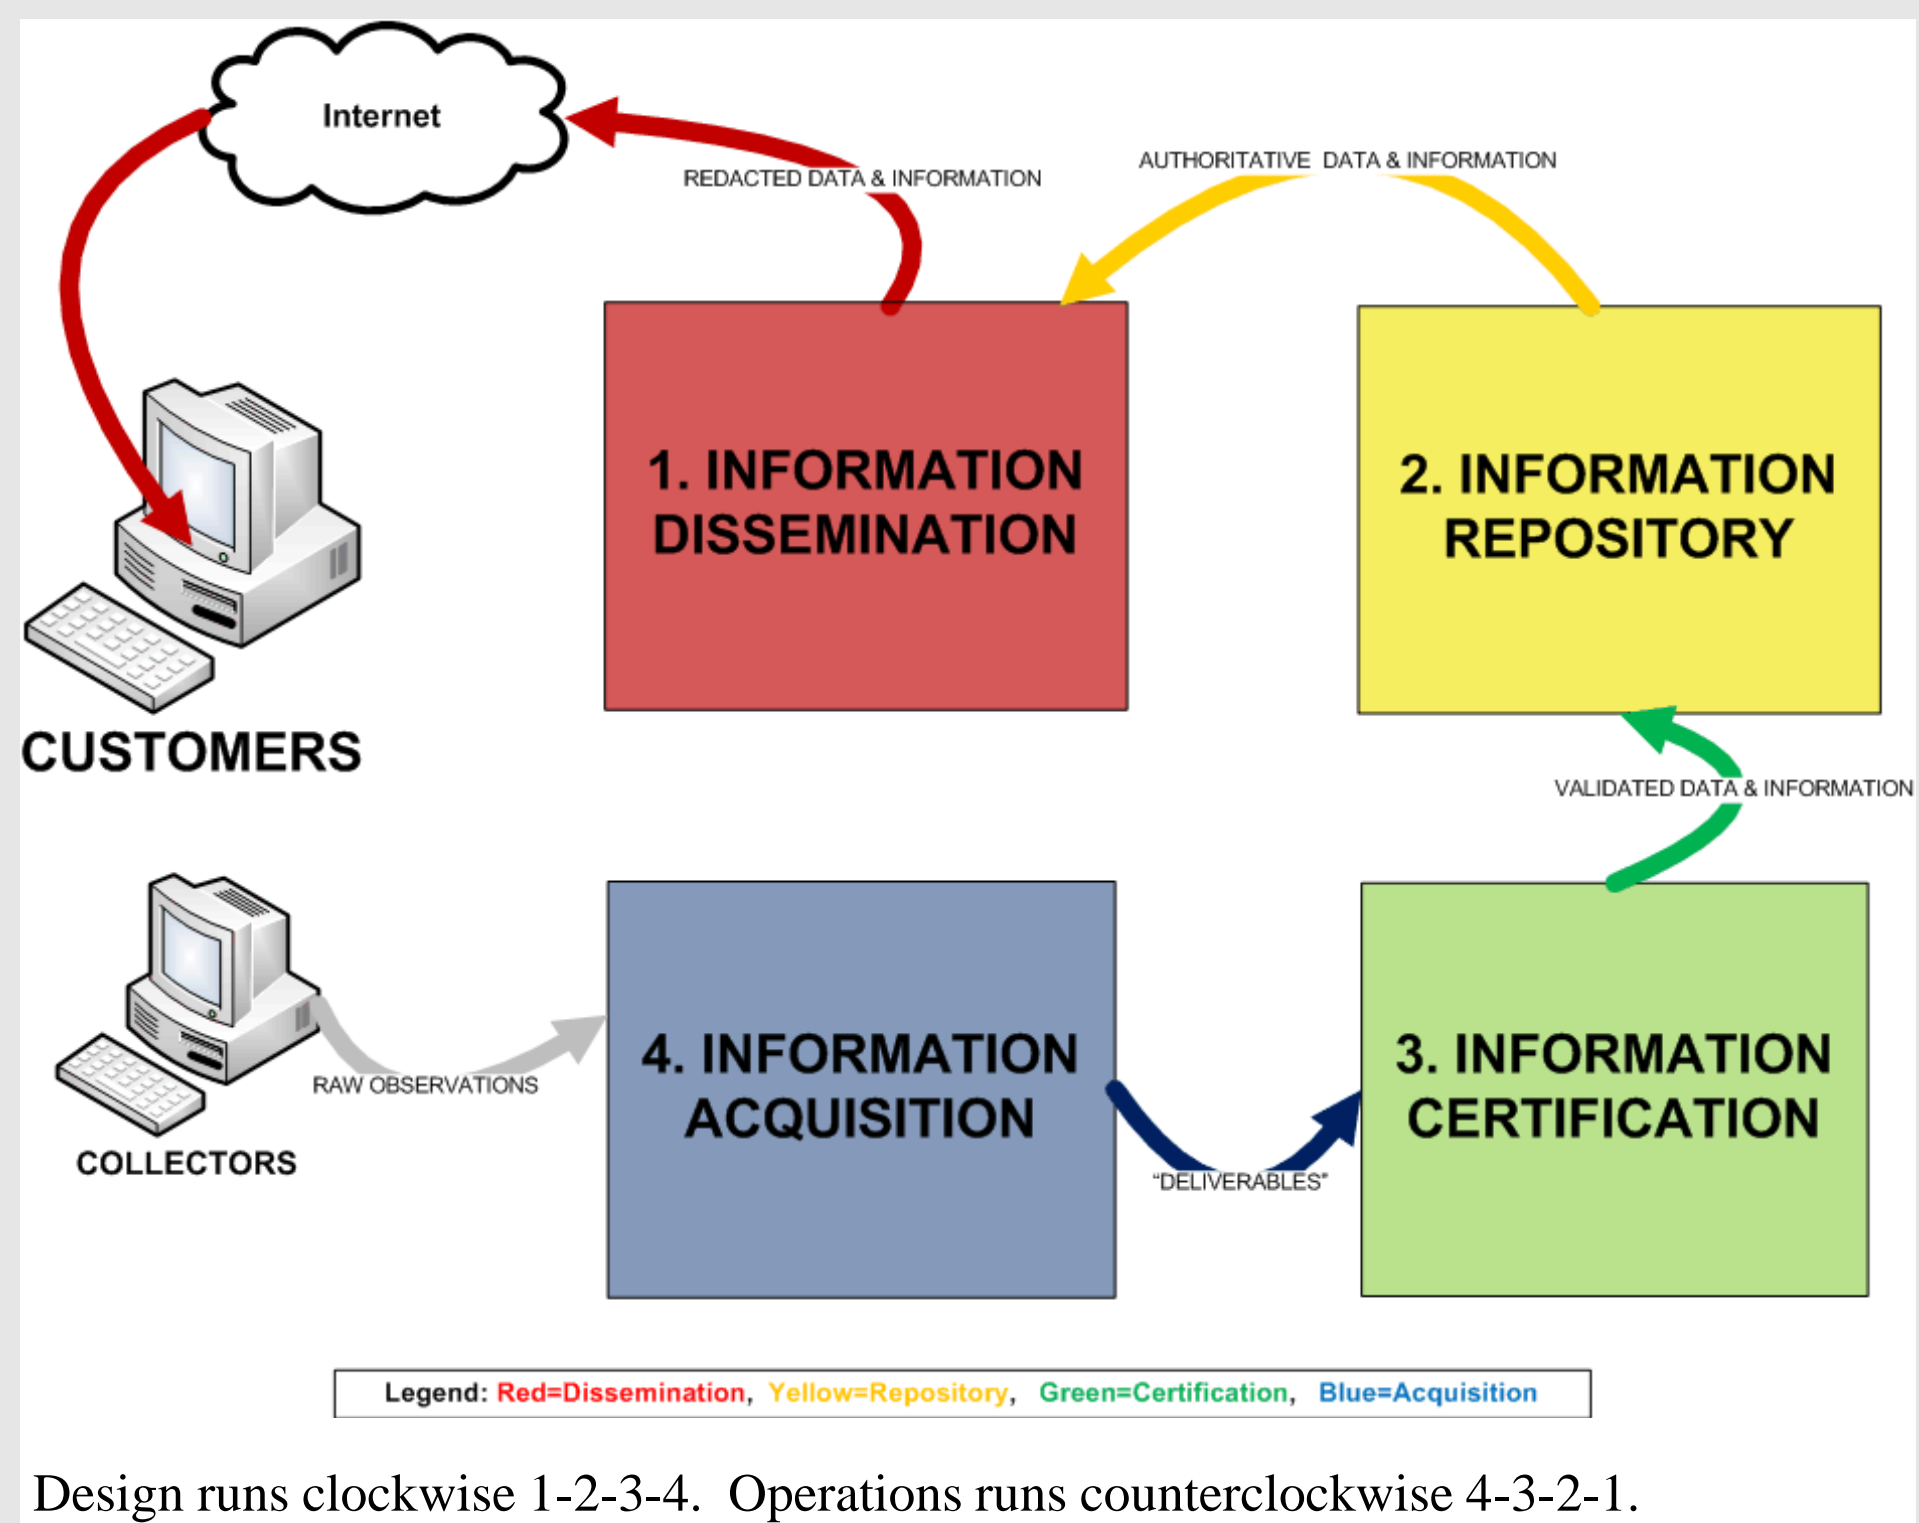 Internet
REDACTED DATA & INFORMATION
AUTHORITATIVE DATA & INFORMATION
1. INFORMATION
DISSEMINATION
2. INFORMATION
REPOSITORY
CUSTOMERS
VALIDATED DATA & INFORMATION
4. INFORMATION
ACQUISITION
3. INFORMATION
CERTIFICATION
RAW OBSERVATIONS
COLLECTORS
“DELIVERABLES”
Legend: Red=Dissemination, Yellow=Repository, Green=Certification, Blue=Acquisition
Design runs clockwise 1-2-3-4. Operations runs counterclockwise 4-3-2-1.